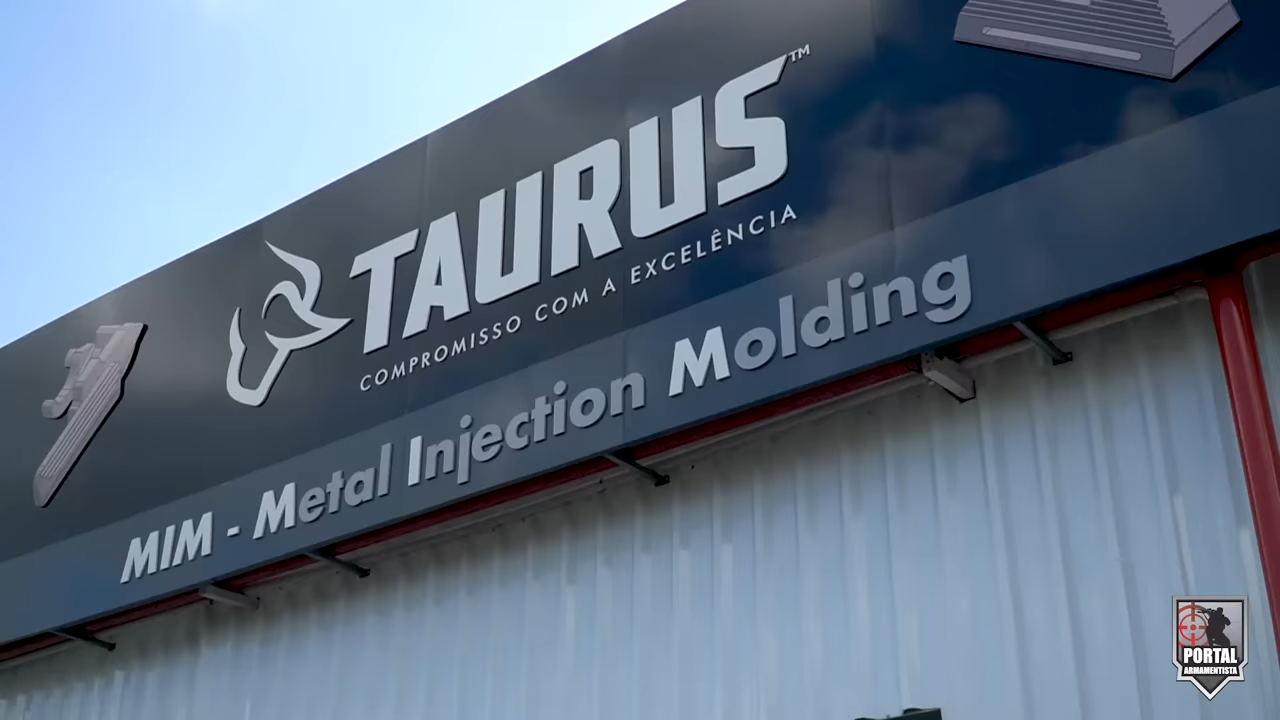 TAURUS™
COMPROMISSO COM A EXCELÊNCIA
MIM - Metal Injection Molding
PORTAL
ARMAMENTISTA